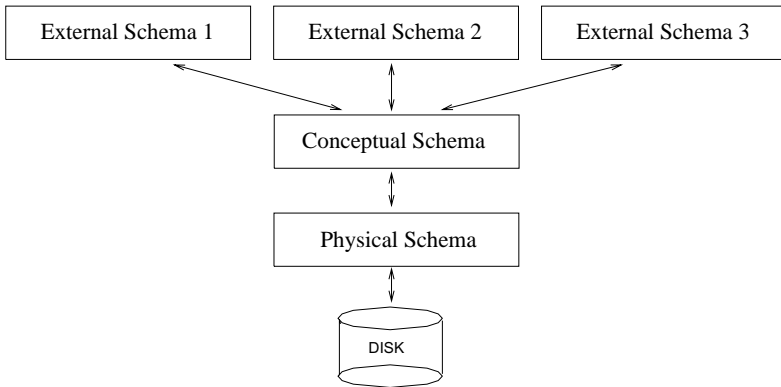 External Schema 1
External Schema 2
External Schema 3
Conceptual Schema
Physical Schema
DISK